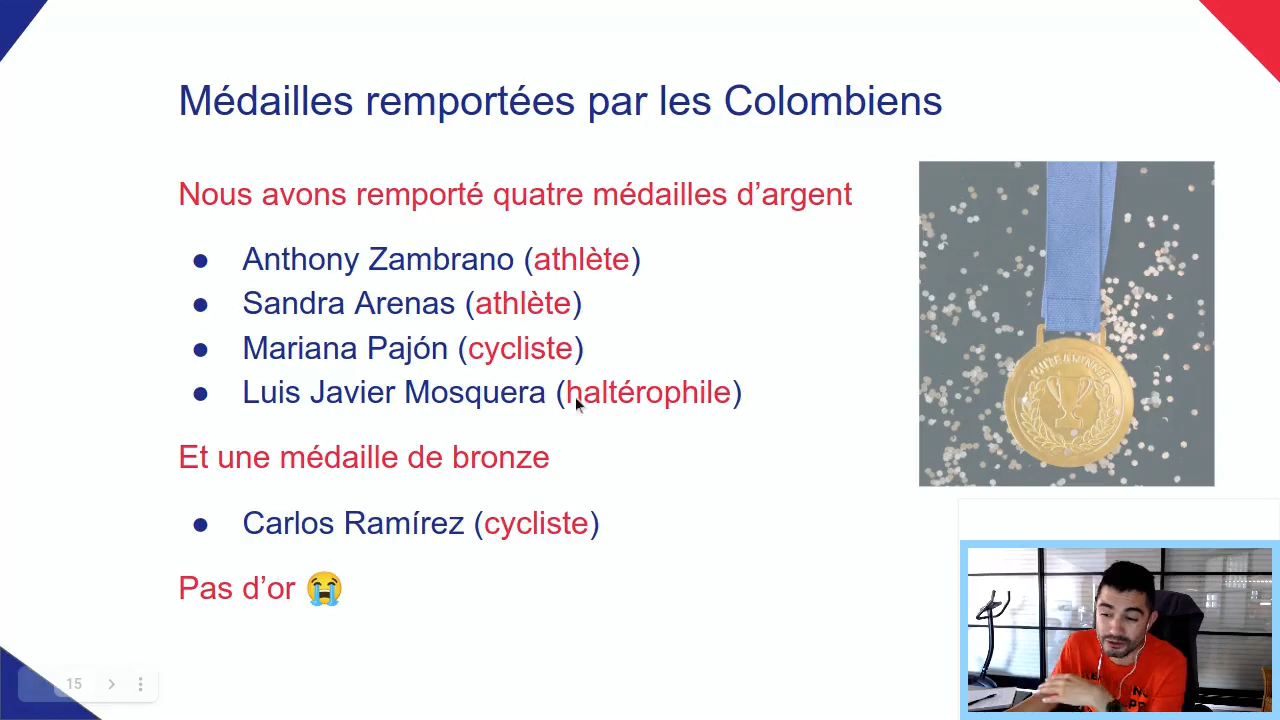 Médailles remportées par les Colombiens
Nous avons remporté quatre médailles d’argent
● Anthony Zambrano (athlète)
● Sandra Arenas (athlète)
● Mariana Pajón (cycliste)
● Luis Javier Mosquera (haltérophile)
Et une médaille de bronze
● Carlos Ramírez (cycliste)
Pas d’or 😭
15